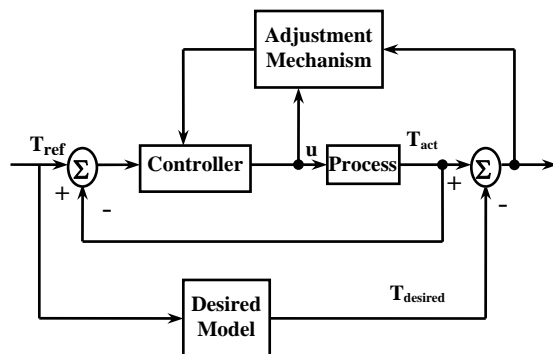 Adjustment
Mechanism
T_ref
Σ
Controller
u
Process
T_act
Σ
+
-
+
-
Desired
Model
T_desired